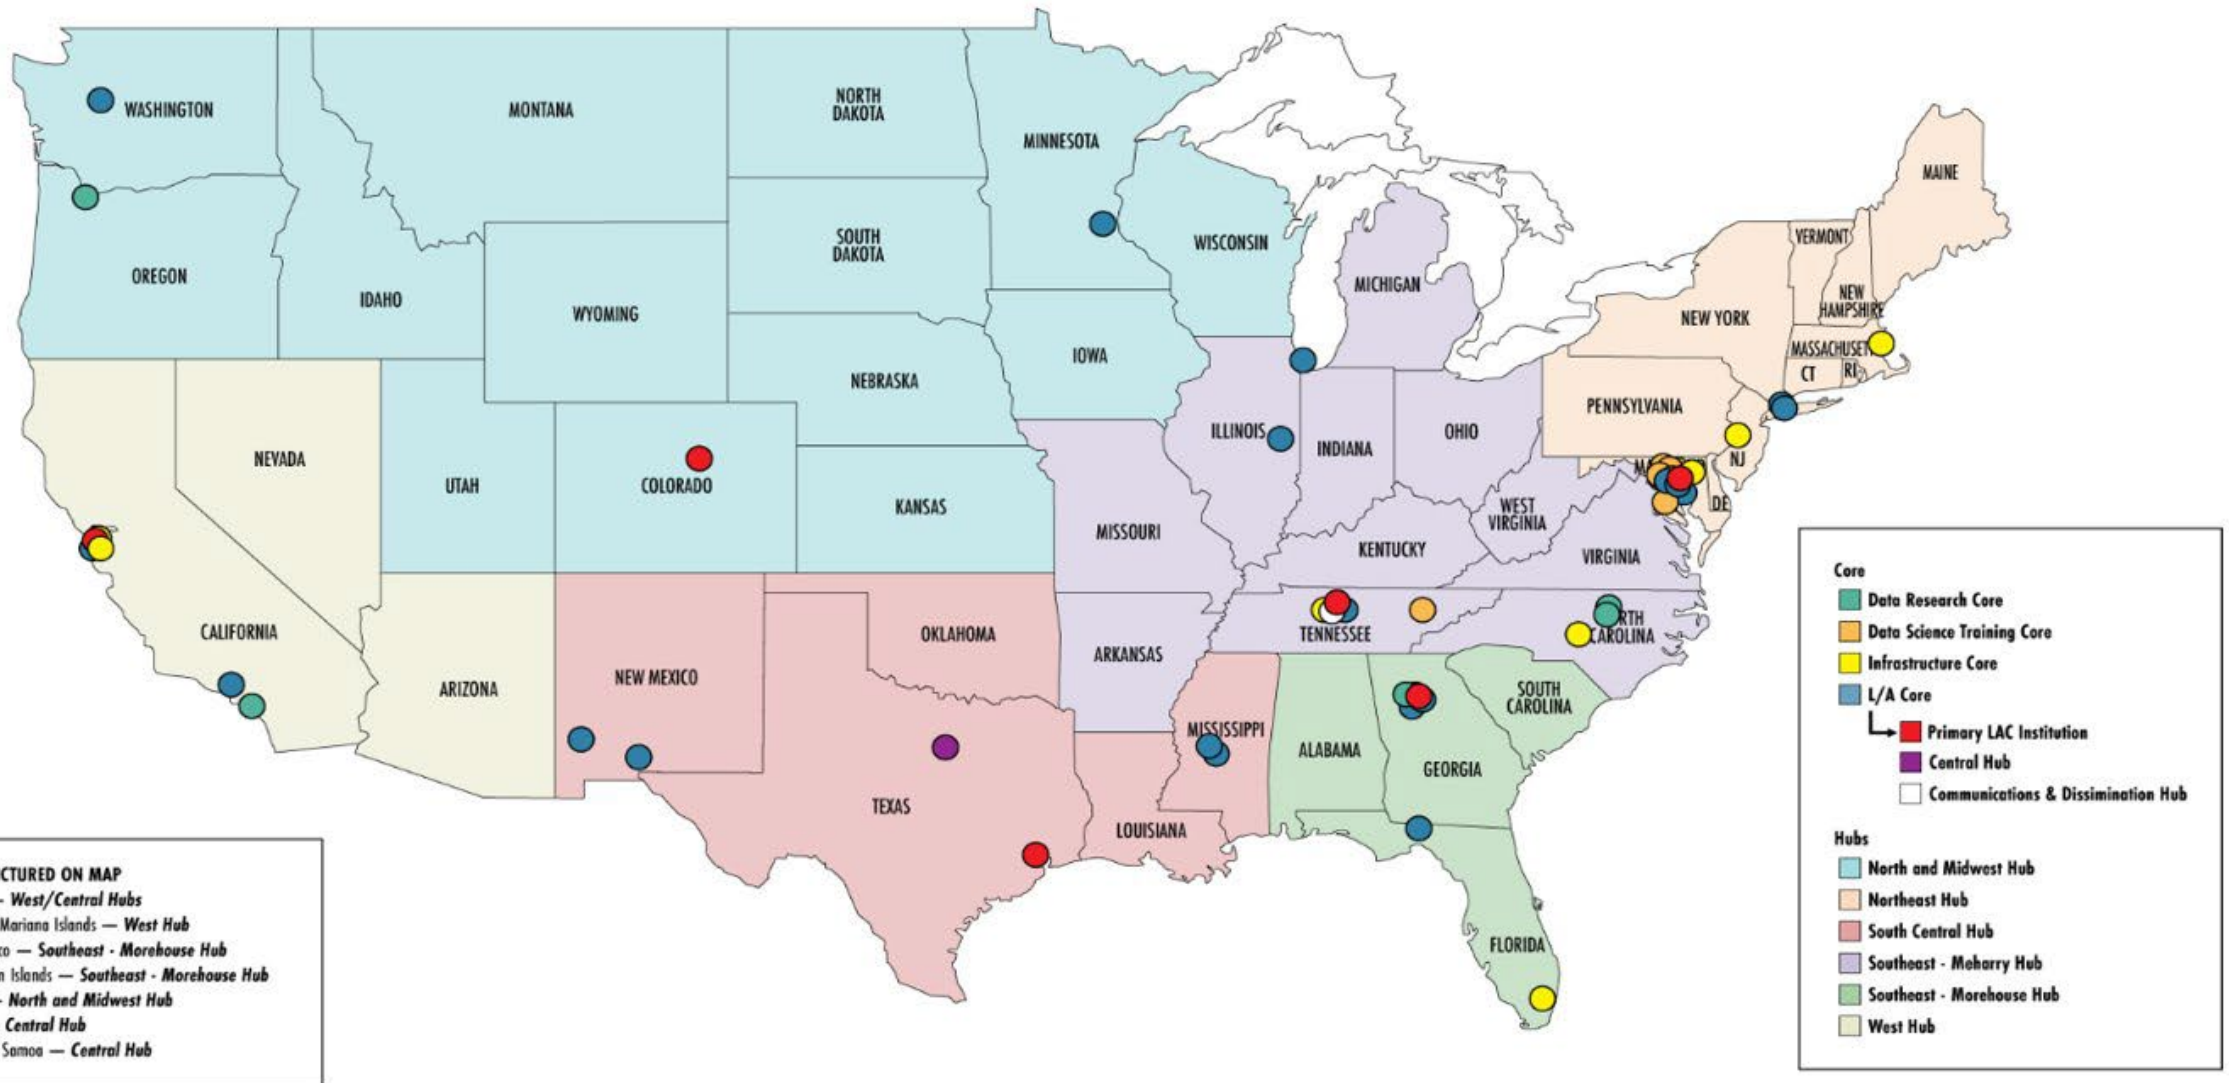 WASHINGTON
MONTANA
NORTH
DAKOTA
MINNESOTA
MAINE
SOUTH
DAKOTA
WISCONSIN
VERMONT
OREGON
IDAHO
WYOMING
MICHIGAN
NEW
HAMPSHIRE
NEW YORK
IOWA
MASSACHUSET
CT
RI
NEBRASKA
PENNSYLVANIA
NEVADA
UTAH
COLORADO
KANSAS
ILLINOIS
INDIANA
OHIO
NJ
MA
DE
WEST
VIRGINIA
MISSOURI
KENTUCKY
VIRGINIA
CALIFORNIA
ARIZONA
NEW MEXICO
OKLAHOMA
ARKANSAS
TENNESSEE
RTH
CAROLINA
SOUTH
CAROLINA
MISSISSIPPI
ALABAMA
GEORGIA
TEXAS
LOUISIANA
FLORIDA
CTURED ON MAP
- West/Central Hubs
Mariana Islands — West Hub
co — Southeast - Morehouse Hub
n Islands — Southeast - Morehouse Hub
- North and Midwest Hub
Central Hub
Samoa — Central Hub
Core
Data Research Core
Data Science Training Core
Infrastructure Core
L/A Core
Primary LAC Institution
Central Hub
Communications & Dissimination Hub
Hubs
North and Midwest Hub
Northeast Hub
South Central Hub
Southeast - Meharry Hub
Southeast - Morehouse Hub
West Hub